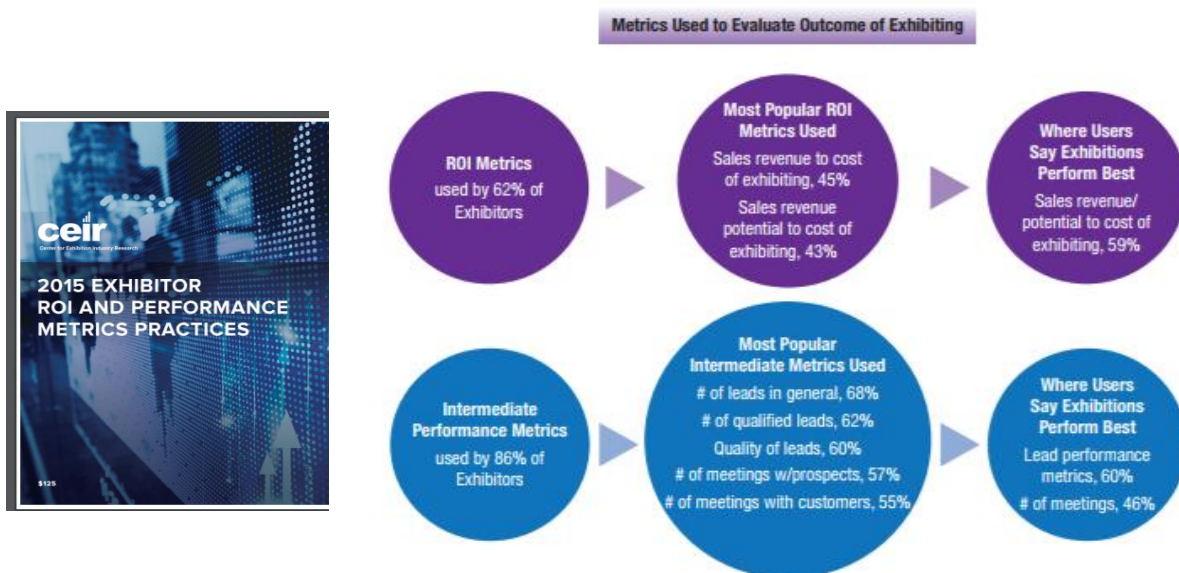 Metrics Used to Evaluate Outcome of Exhibiting
ceir
Center for Exhibition Industry Research
2015 EXHIBITOR
ROI AND PERFORMANCE
METRICS PRACTICES
$125
ROI Metrics
used by 62% of
Exhibitors
Most Popular ROI
Metrics Used
Sales revenue to cost
of exhibiting, 45%
Sales revenue
potential to cost of
exhibiting, 43%
Where Users
Say Exhibitions
Perform Best
Sales revenue/
potential to cost of
exhibiting, 59%
Intermediate
Performance Metrics
used by 86% of
Exhibitors
Most Popular
Intermediate Metrics Used
# of leads in general, 68%
# of qualified leads, 62%
Quality of leads, 60%
# of meetings w/prospects, 57%
# of meetings with customers, 55%
Where Users
Say Exhibitions
Perform Best
Lead performance
metrics, 60%
# of meetings, 46%